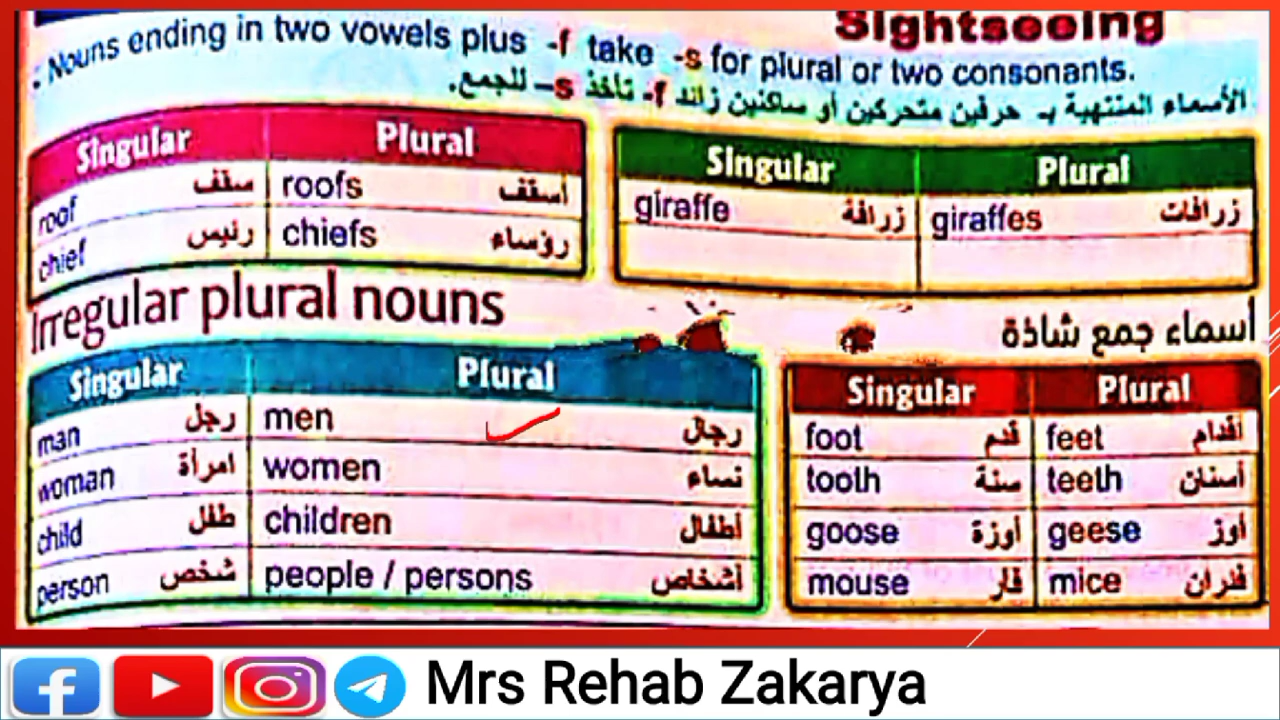 Sightseeing
. Nouns ending in two vowels plus -f take -s for plural or two consonants.
الأسماء المنتهية بـ حرفين متحركين أو ساكنين زائد f- تأخذ s– للجمع.
Singular Plural
roof سقف roofs أسقف
chief رئيس chiefs رؤساء
Singular Plural
giraffe زرافة giraffes زرافات
Irregular plural nouns أسماء جمع شاذة
Singular Plural
man رجل men رجال
woman امرأة women نساء
child طفل children أطفال
person شخص people / persons أشخاص
Singular Plural
foot قدم feet أقدام
tooth سنة teeth أسنان
goose أوزة geese أوز
mouse فأر mice فئران
Mrs Rehab Zakarya